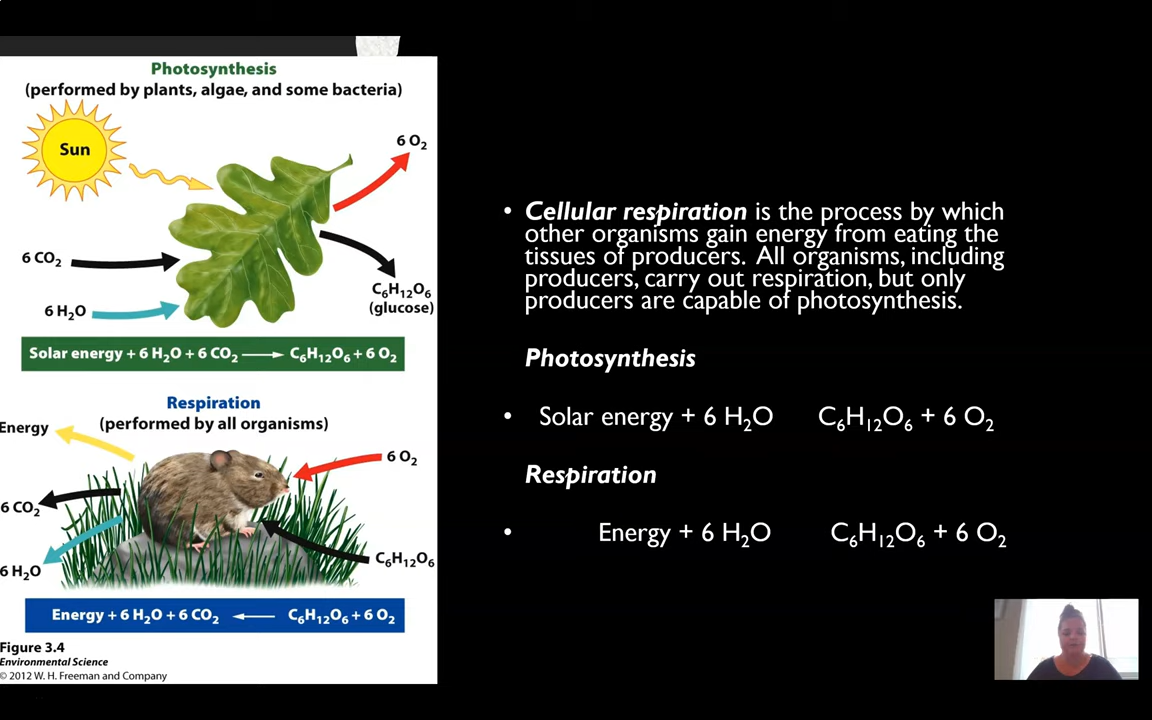 Photosynthesis
(performed by plants, algae, and some bacteria)
Sun
6 O₂
6 CO₂
6 H₂O
C₆H₁₂O₆
(glucose)
Solar energy + 6 H₂O + 6 CO₂ ⟶ C₆H₁₂O₆ + 6 O₂
Respiration
(performed by all organisms)
Energy
6 O₂
6 CO₂
6 H₂O
C₆H₁₂O₆
Energy + 6 H₂O + 6 CO₂ ⟵ C₆H₁₂O₆ + 6 O₂
Figure 3.4
Environmental Science
© 2012 W. H. Freeman and Company
• Cellular respiration is the process by which
other organisms gain energy from eating the
tissues of producers. All organisms, including
producers, carry out respiration, but only
producers are capable of photosynthesis.
Photosynthesis
• Solar energy + 6 H₂O C₆H₁₂O₆ + 6 O₂
Respiration
• Energy + 6 H₂O C₆H₁₂O₆ + 6 O₂